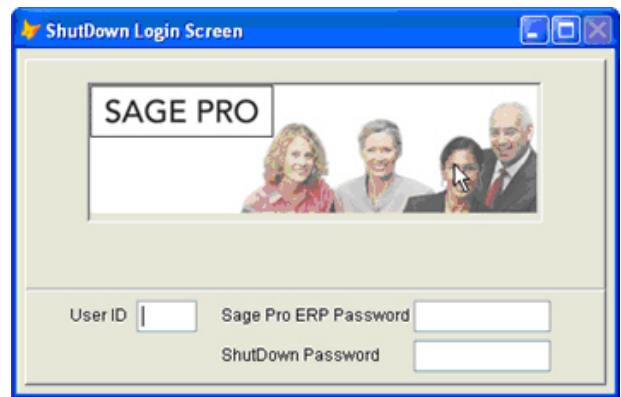 ShutDown Login Screen
SAGE PRO
User ID Sage Pro ERP Password
ShutDown Password